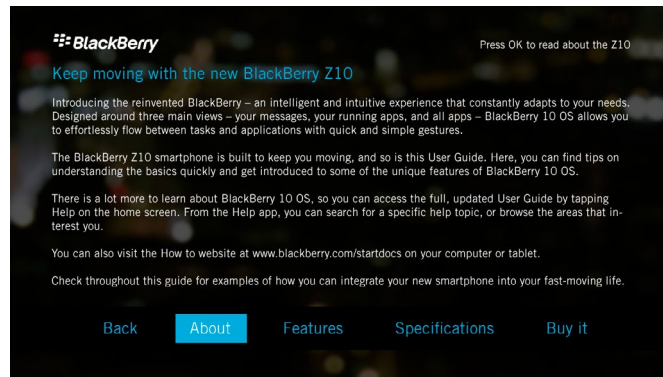 BlackBerry
Press OK to read about the Z10
Keep moving with the new BlackBerry Z10
Introducing the reinvented BlackBerry – an intelligent and intuitive experience that constantly adapts to your needs.
Designed around three main views – your messages, your running apps, and all apps – BlackBerry 10 OS allows you
to effortlessly flow between tasks and applications with quick and simple gestures.
The BlackBerry Z10 smartphone is built to keep you moving, and so is this User Guide. Here, you can find tips on
understanding the basics quickly and get introduced to some of the unique features of BlackBerry 10 OS.
There is a lot more to learn about BlackBerry 10 OS, so you can access the full, updated User Guide by tapping
Help on the home screen. From the Help app, you can search for a specific help topic, or browse the areas that in-
terest you.
You can also visit the How to website at www.blackberry.com/startdocs on your computer or tablet.
Check throughout this guide for examples of how you can integrate your new smartphone into your fast-moving life.
Back About Features Specifications Buy it